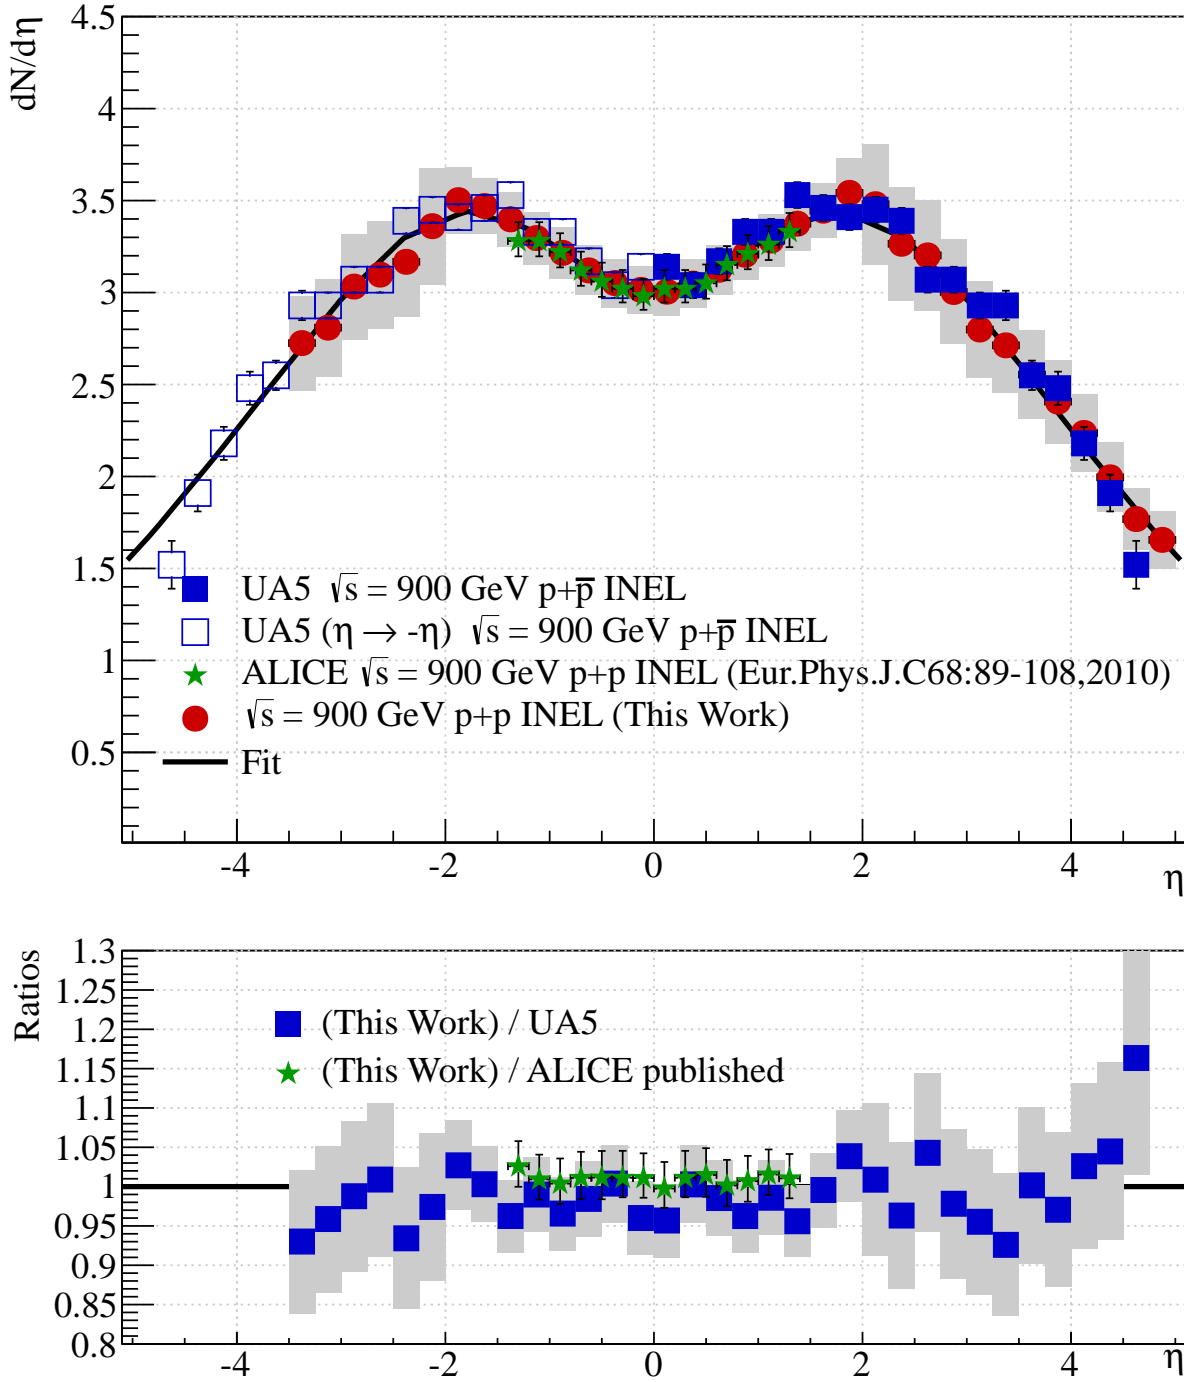 dN/dη
4.5
4
3.5
3
2.5
2
1.5
1
0.5
UA5 √s = 900 GeV p+p̅ INEL
UA5 (η → -η) √s = 900 GeV p+p̅ INEL
ALICE √s = 900 GeV p+p INEL (Eur.Phys.J.C68:89-108,2010)
√s = 900 GeV p+p INEL (This Work)
Fit
-4 -2 0 2 4
η
Ratios
1.3
1.25
1.2
1.15
1.1
1.05
1
0.95
0.9
0.85
0.8
(This Work) / UA5
(This Work) / ALICE published
-4 -2 0 2 4 η